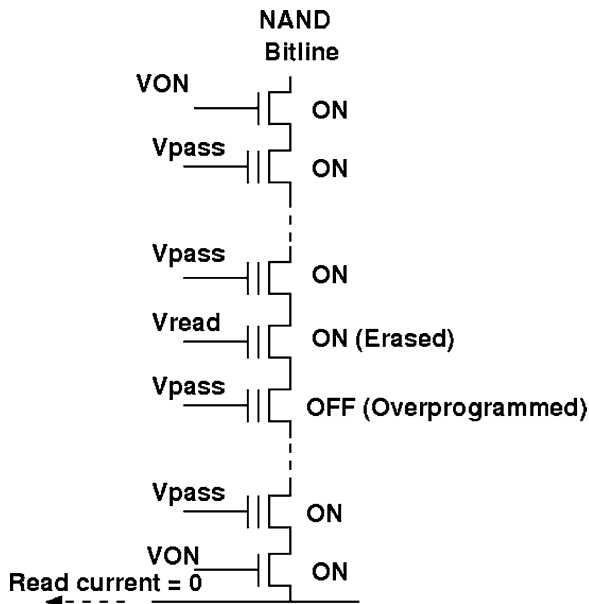 NAND
Bitline
VON
ON
Vpass
ON
Vpass
ON
Vread
ON (Erased)
Vpass
OFF (Overprogrammed)
Vpass
ON
VON
ON
Read current = 0